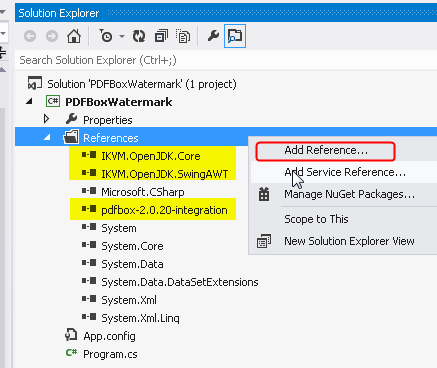 Solution Explorer
Search Solution Explorer (Ctrl+;)
Solution 'PDFBoxWatermark' (1 project)
C# PDFBoxWatermark
Properties
References
IKVM.OpenJDK.Core
IKVM.OpenJDK.SwingAWT
Microsoft.CSharp
pdfbox-2.0.20-integration
System
System.Core
System.Data
System.Data.DataSetExtensions
System.Xml
System.Xml.Linq
App.config
C# Program.cs
Add Reference...
Add Service Reference...
Manage NuGet Packages...
Scope to This
New Solution Explorer View